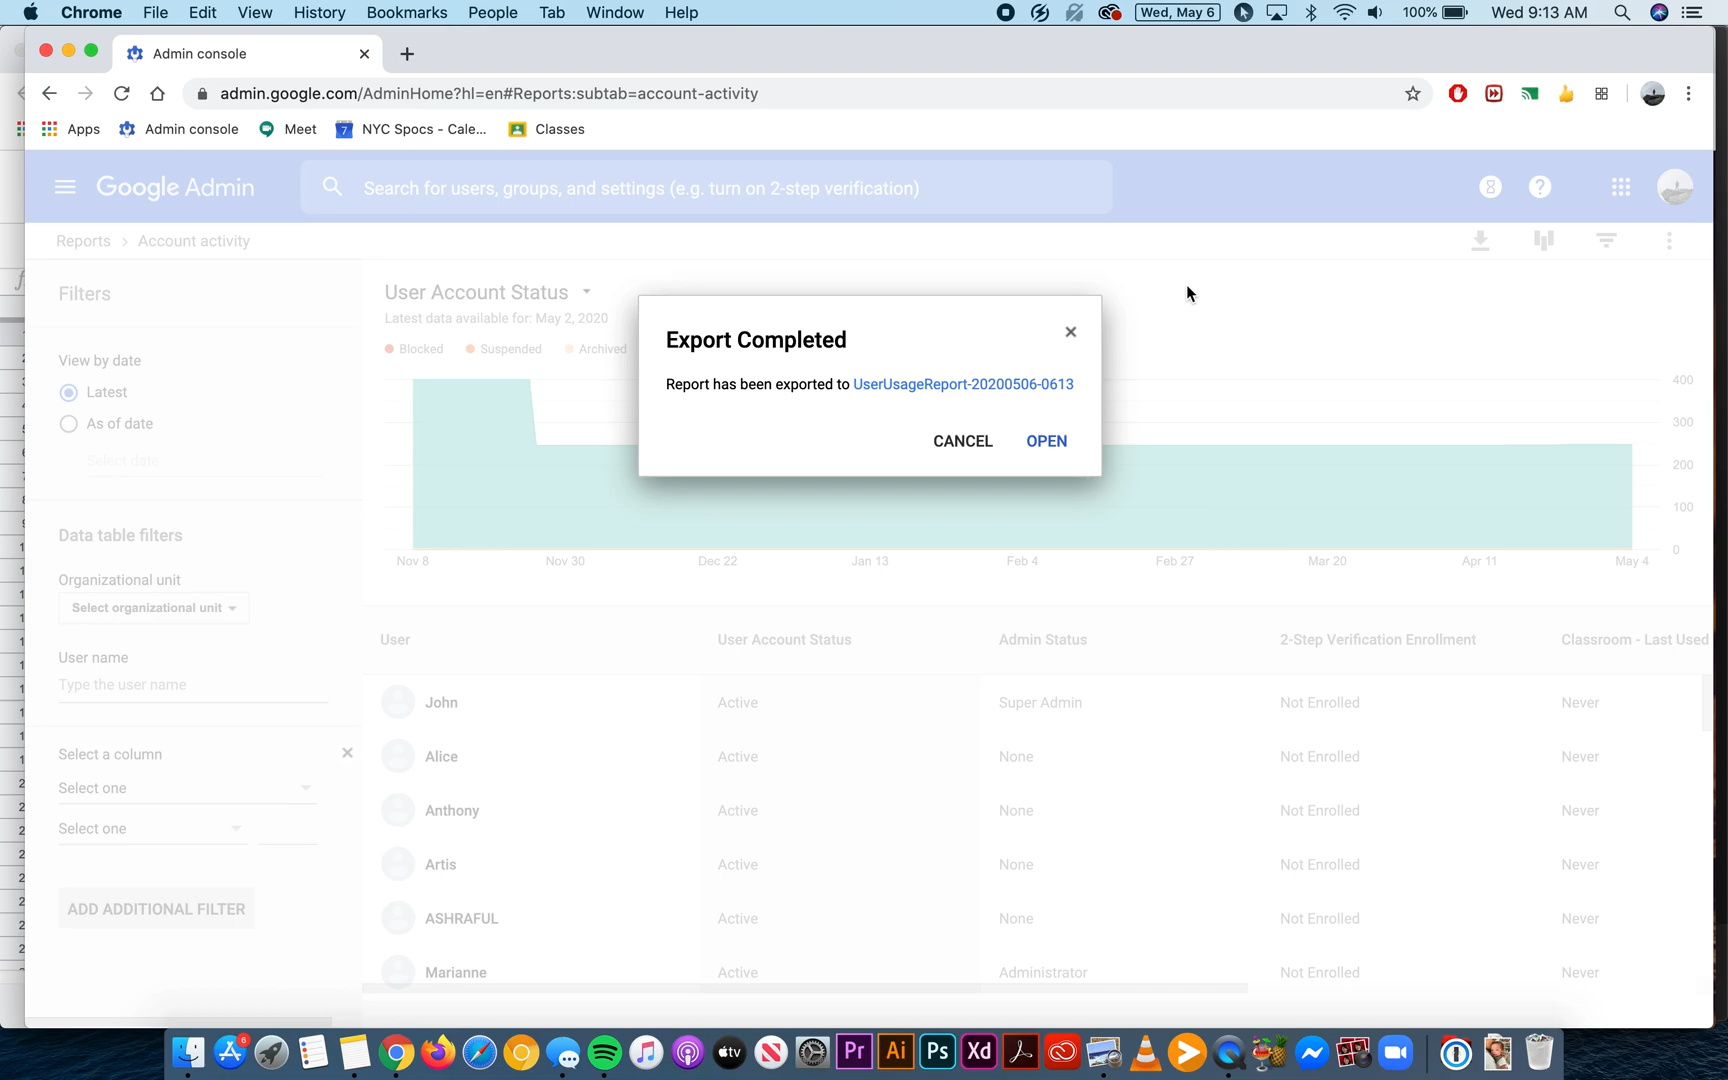 Chrome File Edit View History Bookmarks People Tab Window Help Wed, May 6 100% Wed 9:13 AM
Admin console
admin.google.com/AdminHome?hl=en#Reports:subtab=account-activity
Apps Admin console Meet 7 NYC Spocs - Cale... Classes
Google Admin Search for users, groups, and settings (e.g. turn on 2-step verification)
Reports > Account activity
Filters
View by date
Latest
As of date
Select date
Data table filters
Organizational unit
Select organizational unit
User name
Type the user name
Select a column
Select one
Select one
ADD ADDITIONAL FILTER
User Account Status
Latest data available for: May 2, 2020
Blocked Suspended Archived
Export Completed
Report has been exported to UserUsageReport-20200506-0613
CANCEL OPEN
400
300
200
100
0
Nov 8 Nov 30 Dec 22 Jan 13 Feb 4 Feb 27 Mar 20 Apr 11 May 4
User User Account Status Admin Status 2-Step Verification Enrollment Classroom - Last Used
John Active Super Admin Not Enrolled Never
Alice Active None Not Enrolled Never
Anthony Active None Not Enrolled Never
Artis Active None Not Enrolled Never
ASHRAFUL Active None Not Enrolled Never
Marianne Active Administrator Not Enrolled Never
6 tv Pr Ai Ps Xd